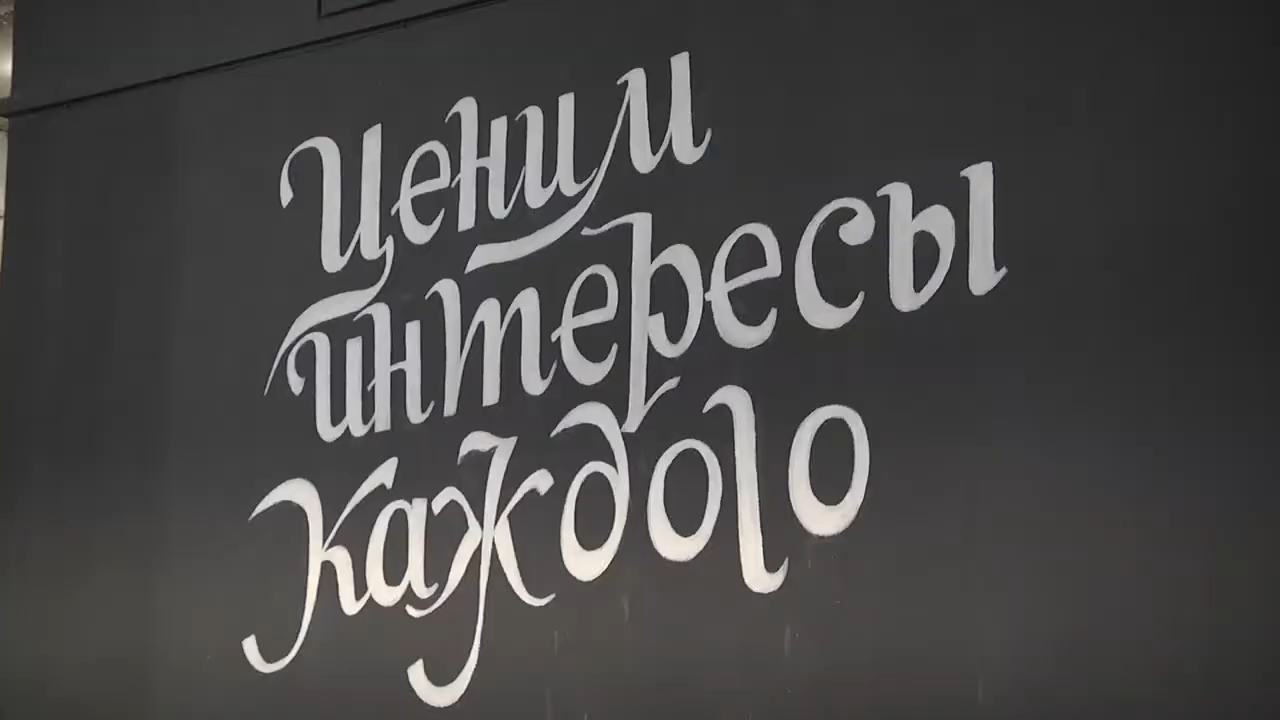 Ценим
интересы
Каждого